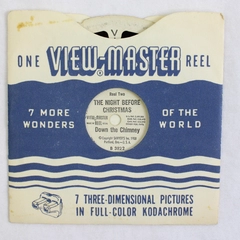 V
ONE VIEW-MASTER REEL
Reel Two
THE NIGHT BEFORE
CHRISTMAS
Down the Chimney
7 MORE
WONDERS
OF THE
WORLD
7 THREE-DIMENSIONAL PICTURES
IN FULL-COLOR KODACHROME